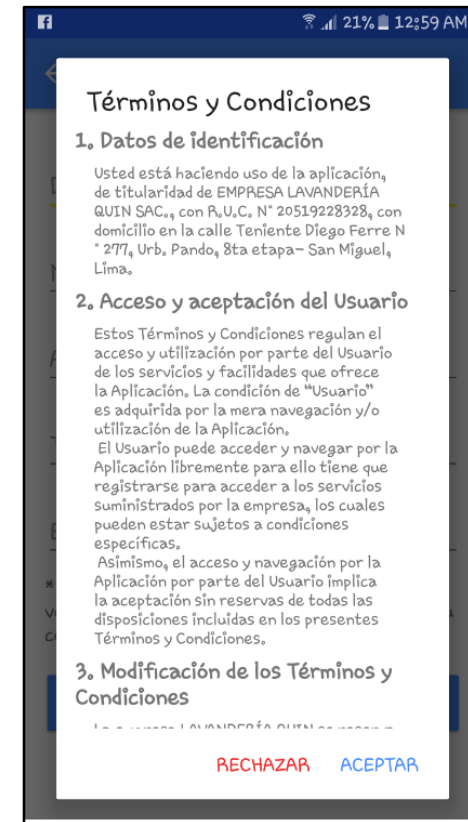 21% 12:59 AM
Términos y Condiciones
1. Datos de identificación
Usted está haciendo uso de la aplicación,
de titularidad de EMPRESA LAVANDERÍA
QUIN SAC., con R.U.C. N° 20519228328, con
domicilio en la calle Teniente Diego Ferre N
° 277, Urb. Pando, 8ta etapa– San Miguel,
Lima.
2. Acceso y aceptación del Usuario
Estos Términos y Condiciones regulan el
acceso y utilización por parte del Usuario
de los servicios y facilidades que ofrece
la Aplicación. La condición de “Usuario”
es adquirida por la mera navegación y/o
utilización de la Aplicación.
El Usuario puede acceder y navegar por la
Aplicación libremente para ello tiene que
registrarse para acceder a los servicios
suministrados por la empresa, los cuales
pueden estar sujetos a condiciones
específicas.
Asimismo, el acceso y navegación por la
Aplicación por parte del Usuario implica
la aceptación sin reservas de todas las
disposiciones incluidas en los presentes
Términos y Condiciones.
3. Modificación de los Términos y
Condiciones
RECHAZAR ACEPTAR